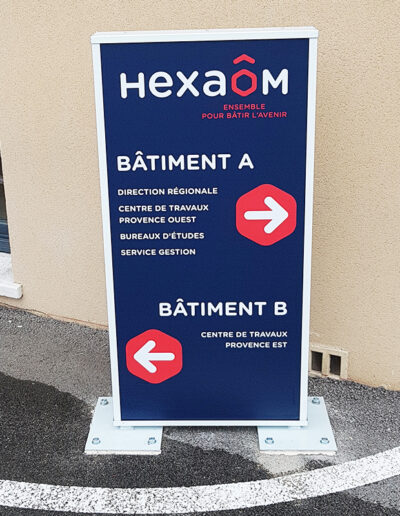 HEXAÔM
ENSEMBLE
POUR BÂTIR L'AVENIR
BÂTIMENT A
DIRECTION RÉGIONALE
CENTRE DE TRAVAUX
PROVENCE OUEST
BUREAUX D'ÉTUDES
SERVICE GESTION
BÂTIMENT B
CENTRE DE TRAVAUX
PROVENCE EST